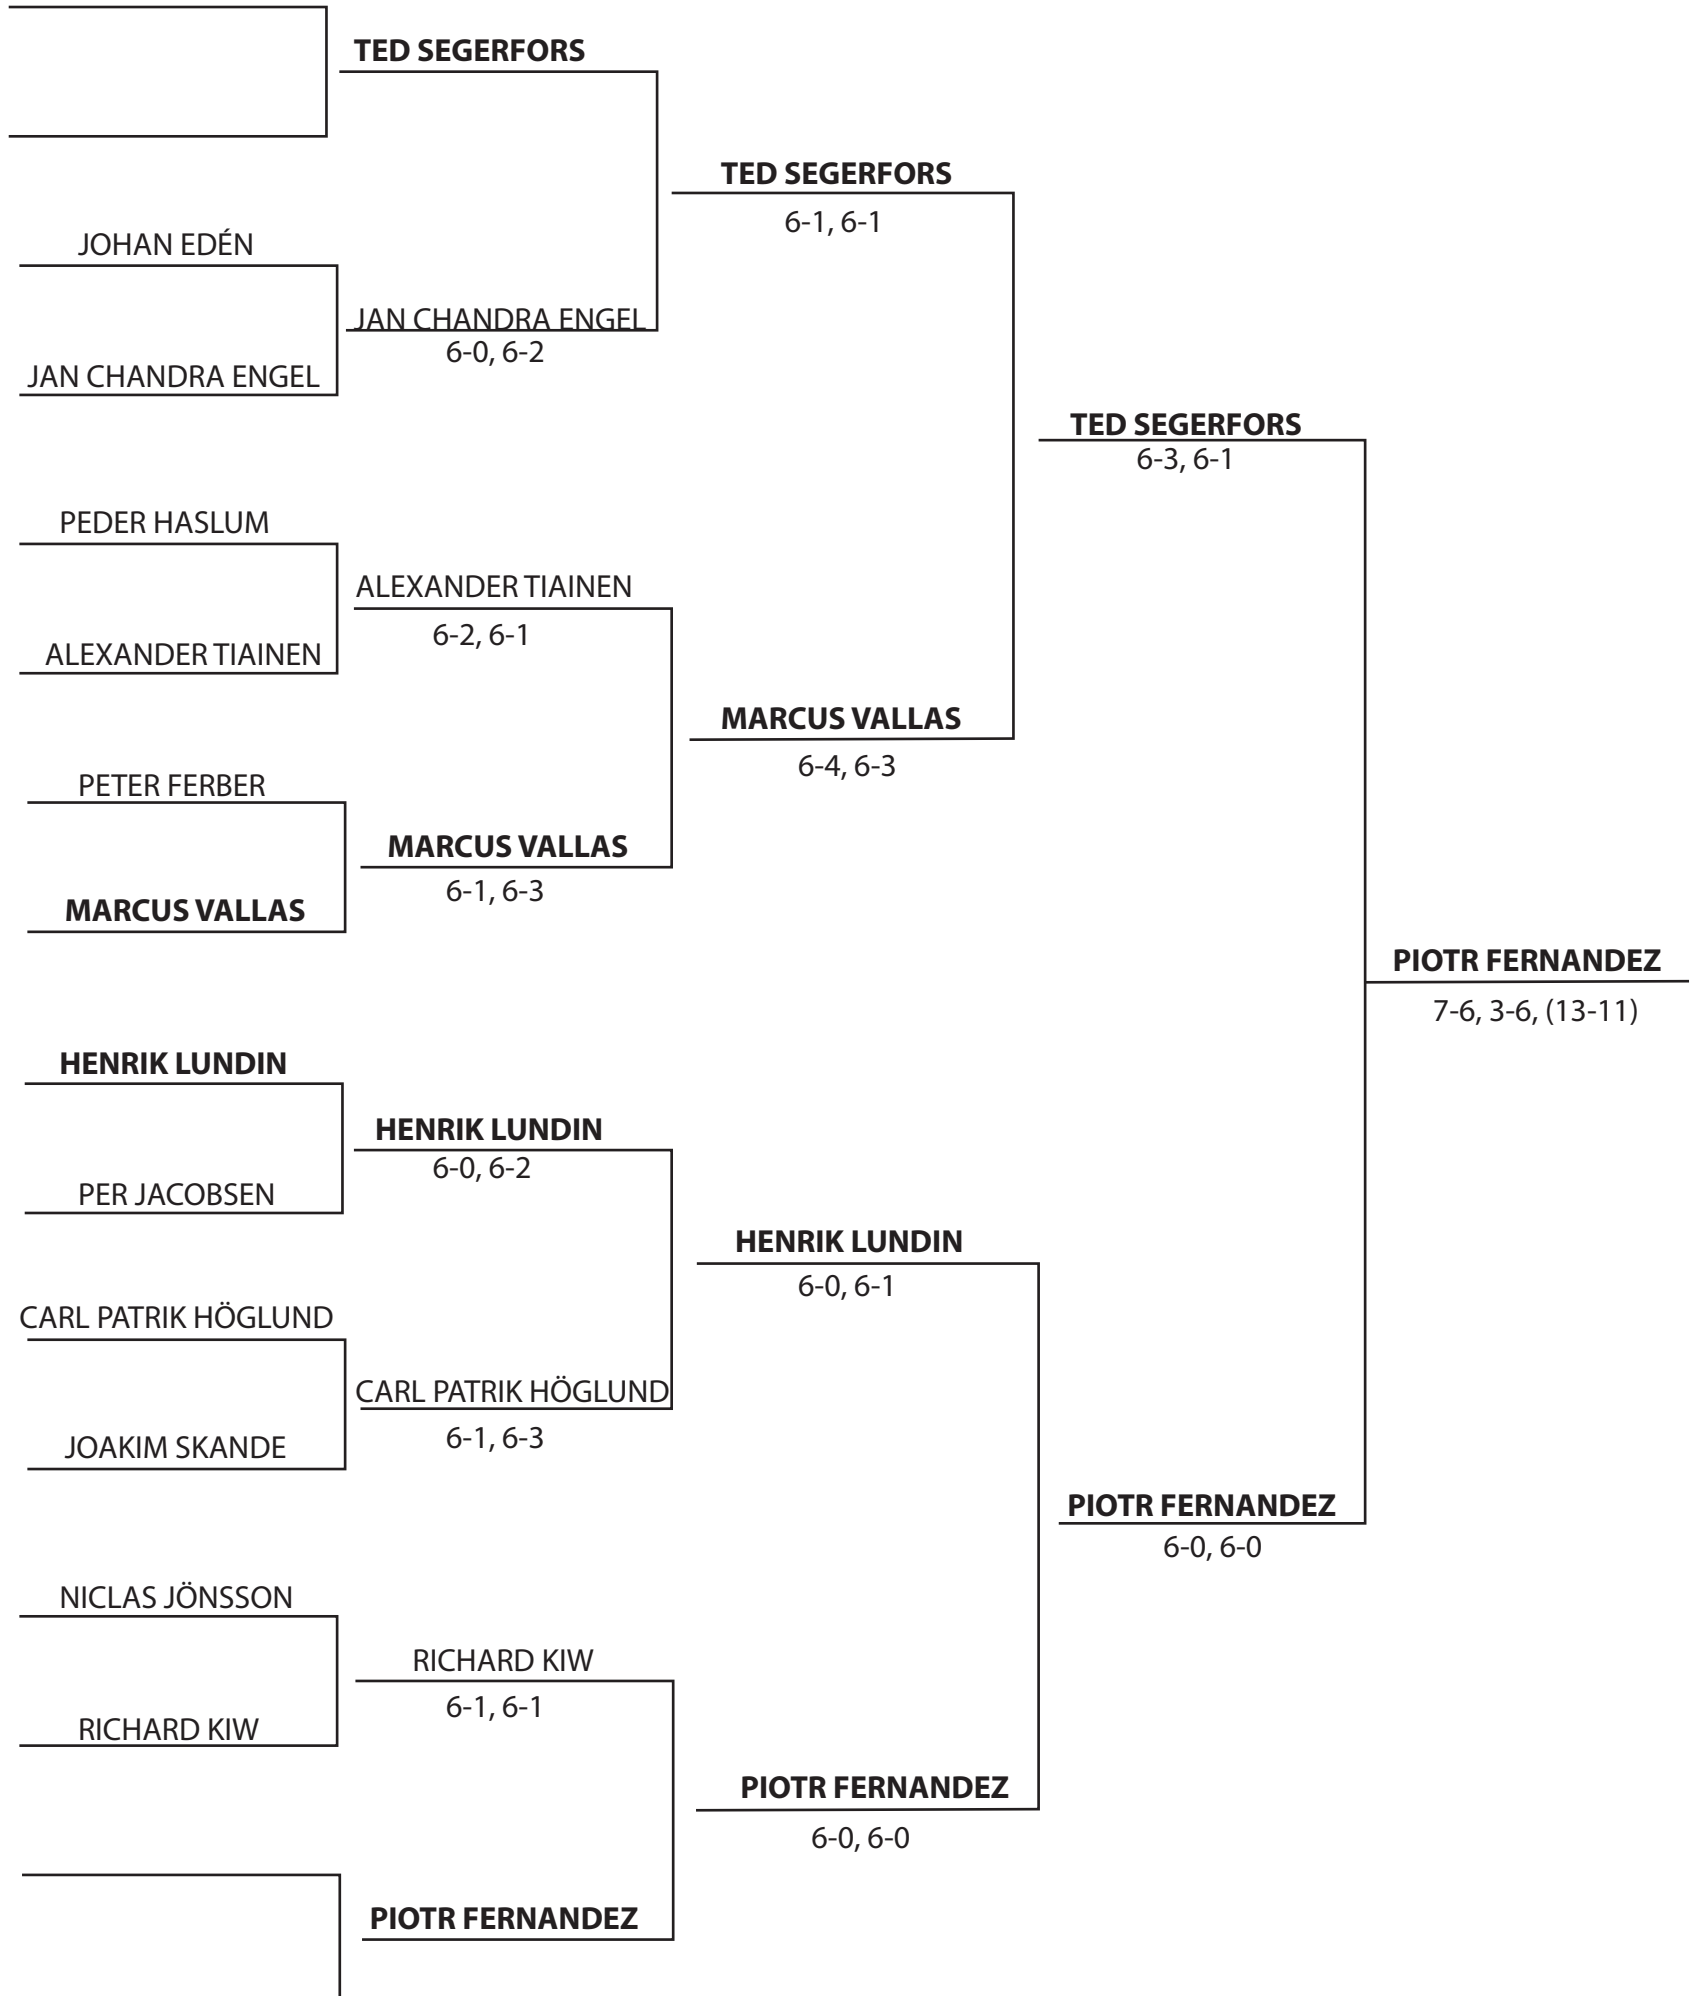 TED SEGERFORS
TED SEGERFORS
6-1, 6-1
JOHAN EDÉN
JAN CHANDRA ENGEL
6-0, 6-2
JAN CHANDRA ENGEL
TED SEGERFORS
6-3, 6-1
PEDER HASLUM
ALEXANDER TIAINEN
6-2, 6-1
ALEXANDER TIAINEN
MARCUS VALLAS
6-4, 6-3
PETER FERBER
MARCUS VALLAS
6-1, 6-3
MARCUS VALLAS
PIOTR FERNANDEZ
7-6, 3-6, (13-11)
HENRIK LUNDIN
HENRIK LUNDIN
6-0, 6-2
PER JACOBSEN
HENRIK LUNDIN
6-0, 6-1
CARL PATRIK HÖGLUND
CARL PATRIK HÖGLUND
6-1, 6-3
JOAKIM SKANDE
PIOTR FERNANDEZ
6-0, 6-0
NICLAS JÖNSSON
RICHARD KIW
6-1, 6-1
RICHARD KIW
PIOTR FERNANDEZ
6-0, 6-0
PIOTR FERNANDEZ